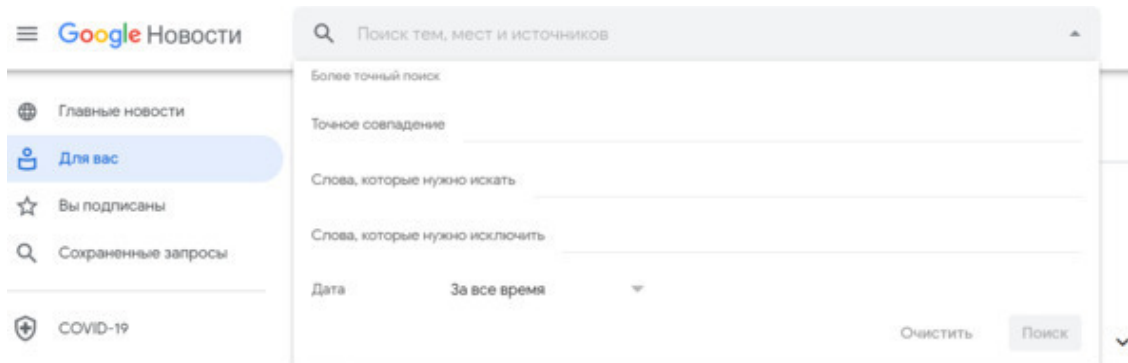 Google Новости
Поиск тем, мест и источников
Более точный поиск
Главные новости
Точное совпадение
Для вас
Слова, которые нужно искать
Вы подписаны
Слова, которые нужно исключить
Сохраненные запросы
Дата За все время
COVID-19
Очистить Поиск